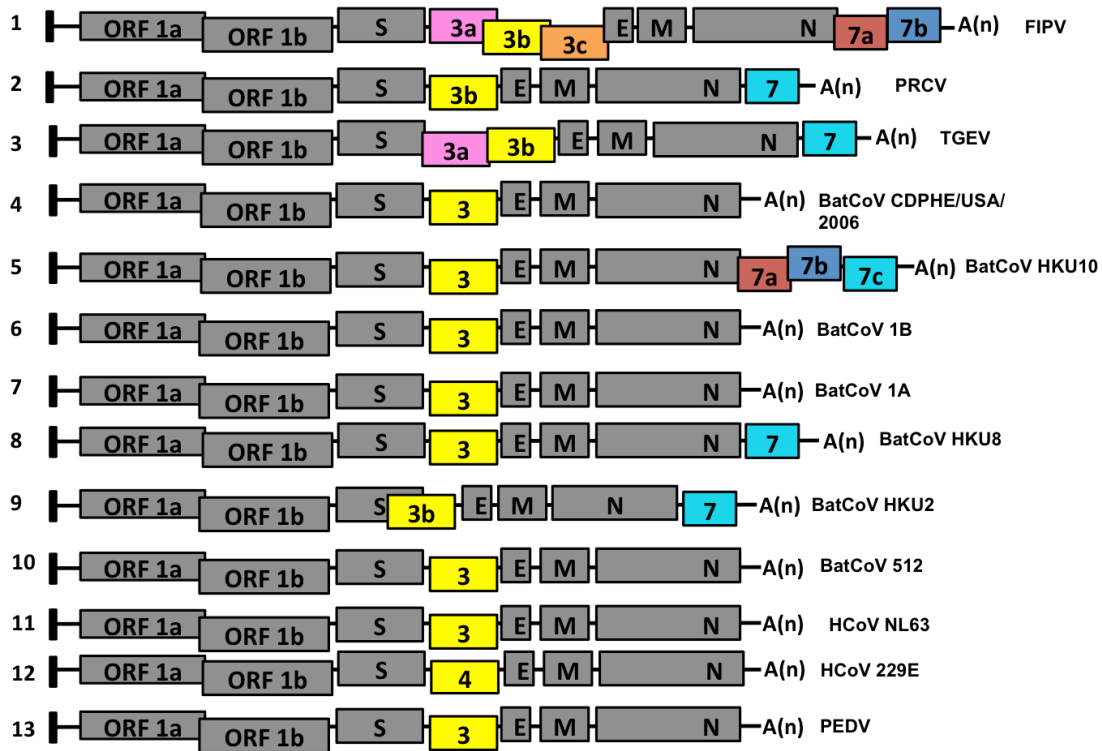 1 ORF 1a ORF 1b S 3a 3b 3c E M N 7a 7b A(n) FIPV
2 ORF 1a ORF 1b S 3b E M N 7 A(n) PRCV
3 ORF 1a ORF 1b S 3a 3b E M N 7 A(n) TGEV
4 ORF 1a ORF 1b S 3 E M N A(n) BatCoV CDPHE/USA/
2006
5 ORF 1a ORF 1b S 3 E M N 7a 7b 7c A(n) BatCoV HKU10
6 ORF 1a ORF 1b S 3 E M N A(n) BatCoV 1B
7 ORF 1a ORF 1b S 3 E M N A(n) BatCoV 1A
8 ORF 1a ORF 1b S 3 E M N 7 A(n) BatCoV HKU8
9 ORF 1a ORF 1b S 3b E M N 7 A(n) BatCoV HKU2
10 ORF 1a ORF 1b S 3 E M N A(n) BatCoV 512
11 ORF 1a ORF 1b S 3 E M N A(n) HCoV NL63
12 ORF 1a ORF 1b S 4 E M N A(n) HCoV 229E
13 ORF 1a ORF 1b S 3 E M N A(n) PEDV